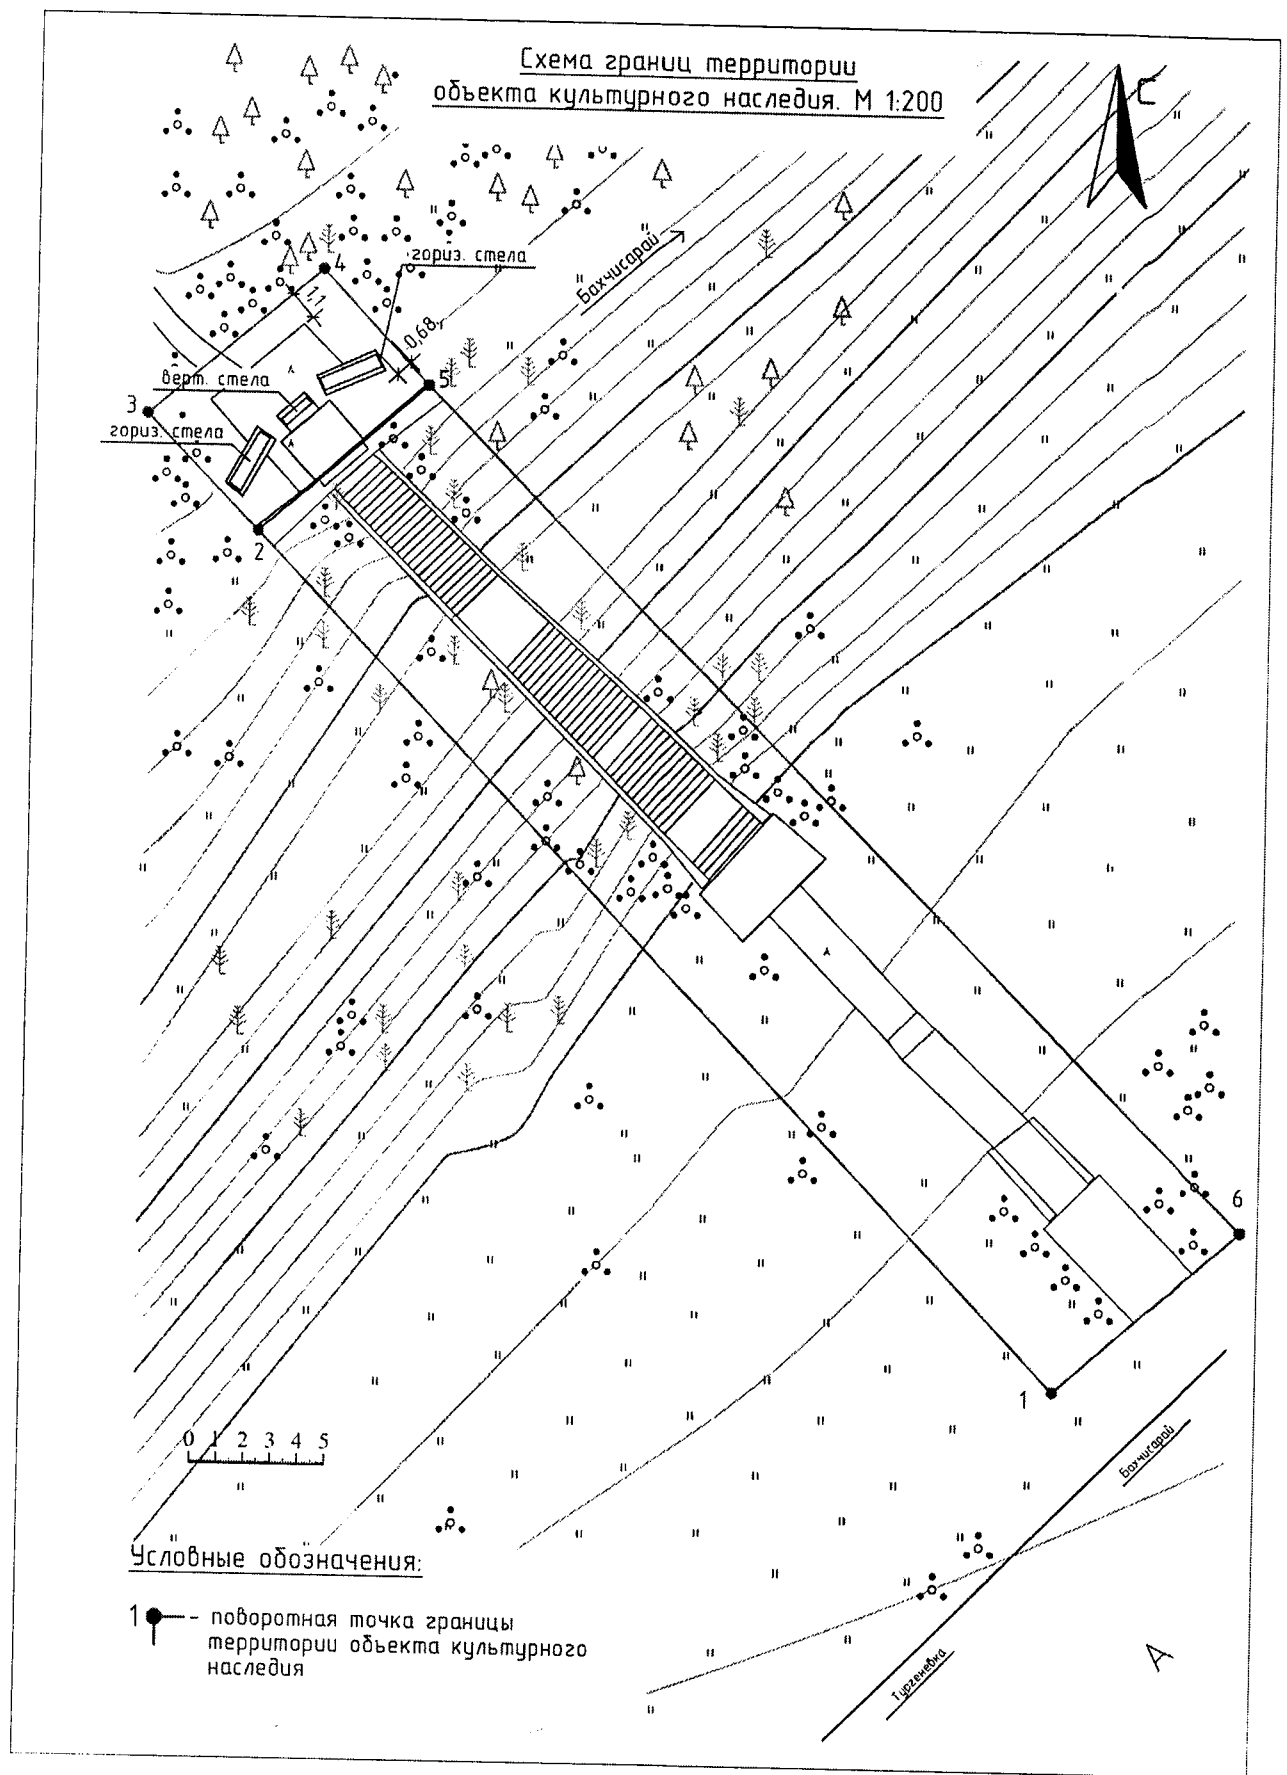 Схема границ территории
объекта культурного наследия. М 1:200
С
Бахчисарай
4
гориз. стела
1,1
0,68
5
верт. стела
3
гориз. стела
А
А
2
А
6
1
0 1 2 3 4 5
Бахчисарай
Условные обозначения:
1 - поворотная точка границы
территории объекта культурного
наследия
Тургеневка
А